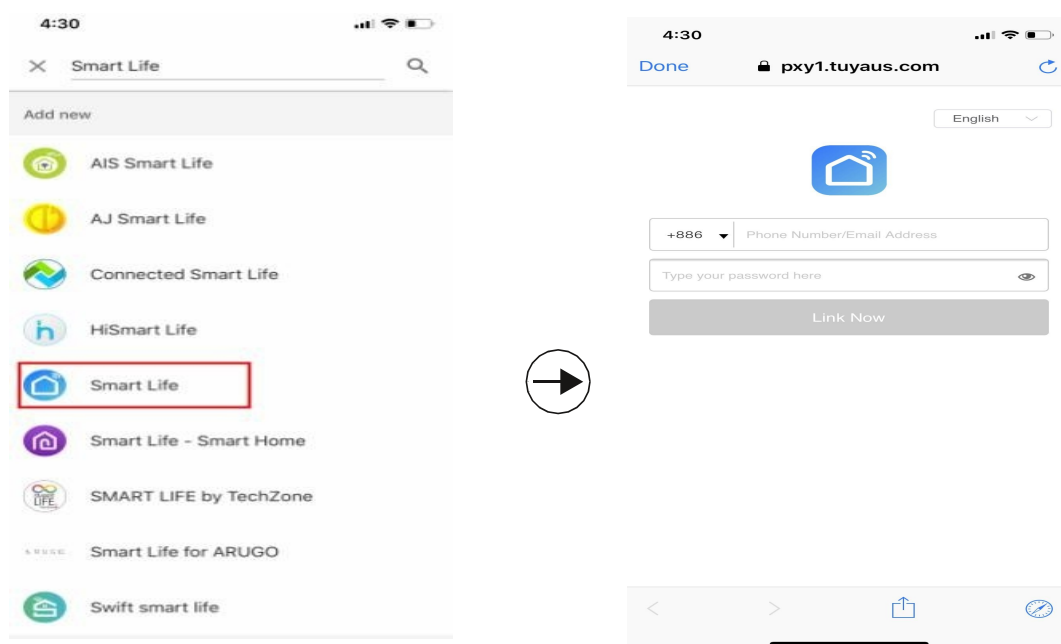 4:30
Smart Life
Add new
AIS Smart Life
AJ Smart Life
Connected Smart Life
HiSmart Life
Smart Life
Smart Life - Smart Home
LIFE
SMART LIFE by TechZone
ARUGO
Smart Life for ARUGO
Swift smart life
4:30
Done
pxy1.tuyaus.com
English
+886
Phone Number/Email Address
Type your password here
Link Now